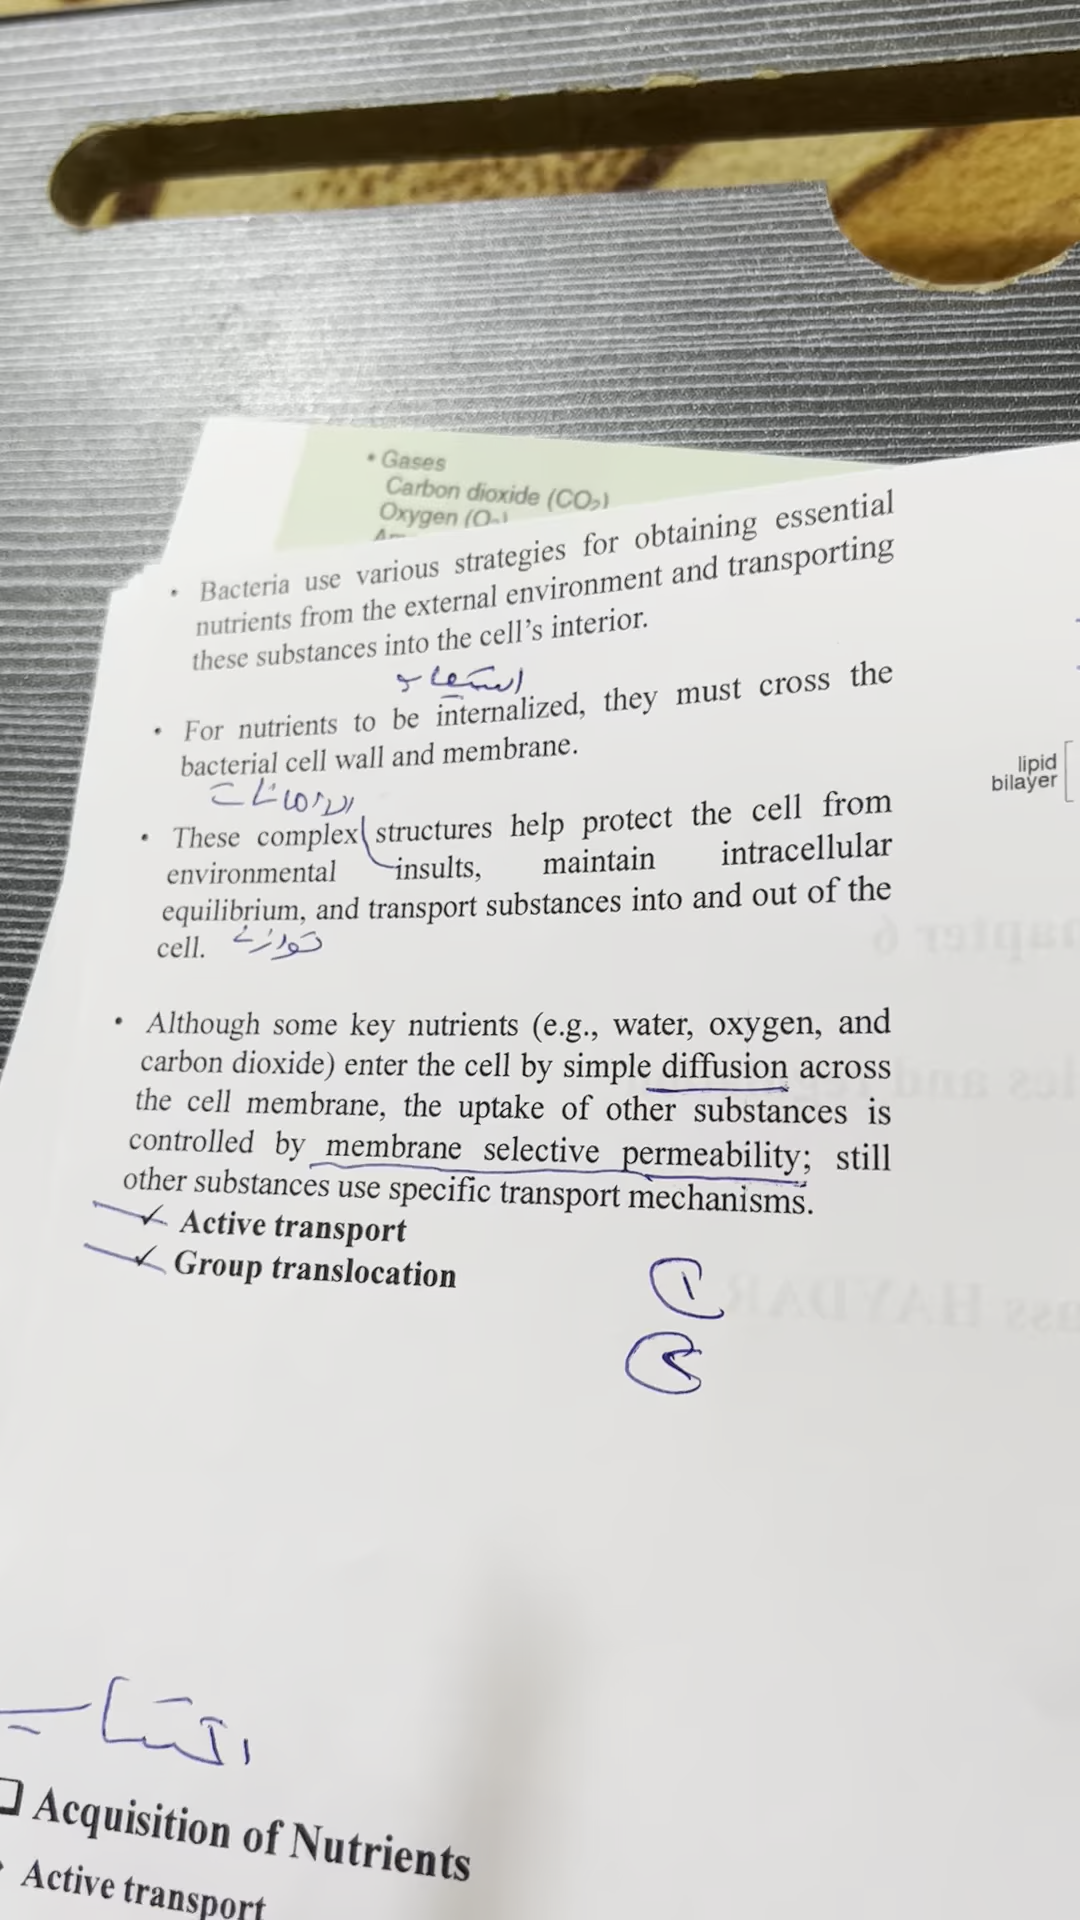 • Gases
Carbon dioxide (CO₂)
Oxygen (O₂)
• Bacteria use various strategies for obtaining essential
nutrients from the external environment and transporting
these substances into the cell's interior.
• For nutrients to be internalized, they must cross the
bacterial cell wall and membrane.
lipid
bilayer
• These complex structures help protect the cell from
environmental insults, maintain intracellular
equilibrium, and transport substances into and out of the
cell. توازن
• Although some key nutrients (e.g., water, oxygen, and
carbon dioxide) enter the cell by simple diffusion across
the cell membrane, the uptake of other substances is
controlled by membrane selective permeability; still
other substances use specific transport mechanisms.
✓ Active transport
✓ Group translocation
①
②
❑ Acquisition of Nutrients
Active transport